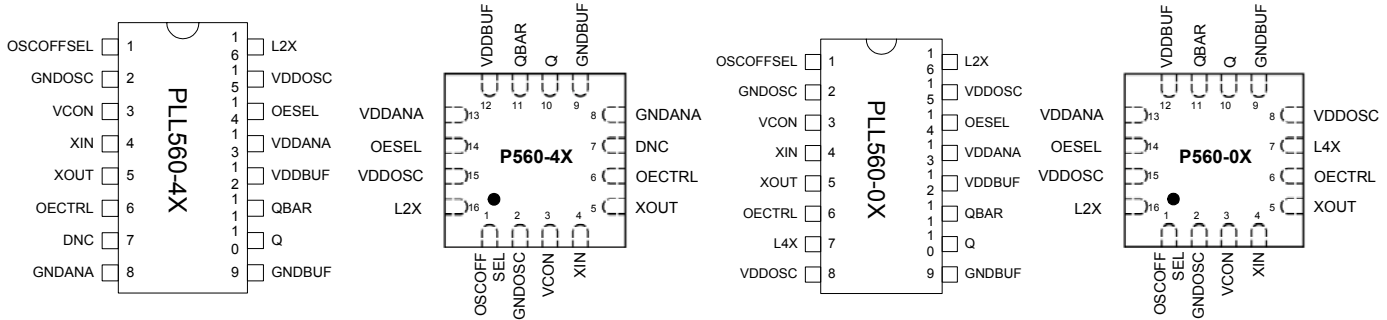 OSCOFFSEL 1 16 L2X
GNDOSC 2 15 VDDOSC
VCON 3 14 OESEL
XIN 4 13 VDDANA
XOUT 5 12 VDDBUF
OECTRL 6 11 QBAR
DNC 7 10 Q
GNDANA 8 9 GNDBUF
PLL560-4X
VDDBUF QBAR Q GNDBUF
12 11 10 9
VDDANA 13 8 GNDANA
OESEL 14 7 DNC
P560-4X
VDDOSC 15 6 OECTRL
L2X 16 5 XOUT
1 2 3 4
OSCOFF
SEL
GNDOSC
VCON
XIN
OSCOFFSEL 1 16 L2X
GNDOSC 2 15 VDDOSC
VCON 3 14 OESEL
XIN 4 13 VDDANA
XOUT 5 12 VDDBUF
OECTRL 6 11 QBAR
L4X 7 10 Q
VDDOSC 8 9 GNDBUF
PLL560-0X
VDDBUF QBAR Q GNDBUF
12 11 10 9
VDDANA 13 8 VDDOSC
OESEL 14 7 L4X
P560-0X
VDDOSC 15 6 OECTRL
L2X 16 5 XOUT
1 2 3 4
OSCOFF
SEL
GNDOSC
VCON
XIN